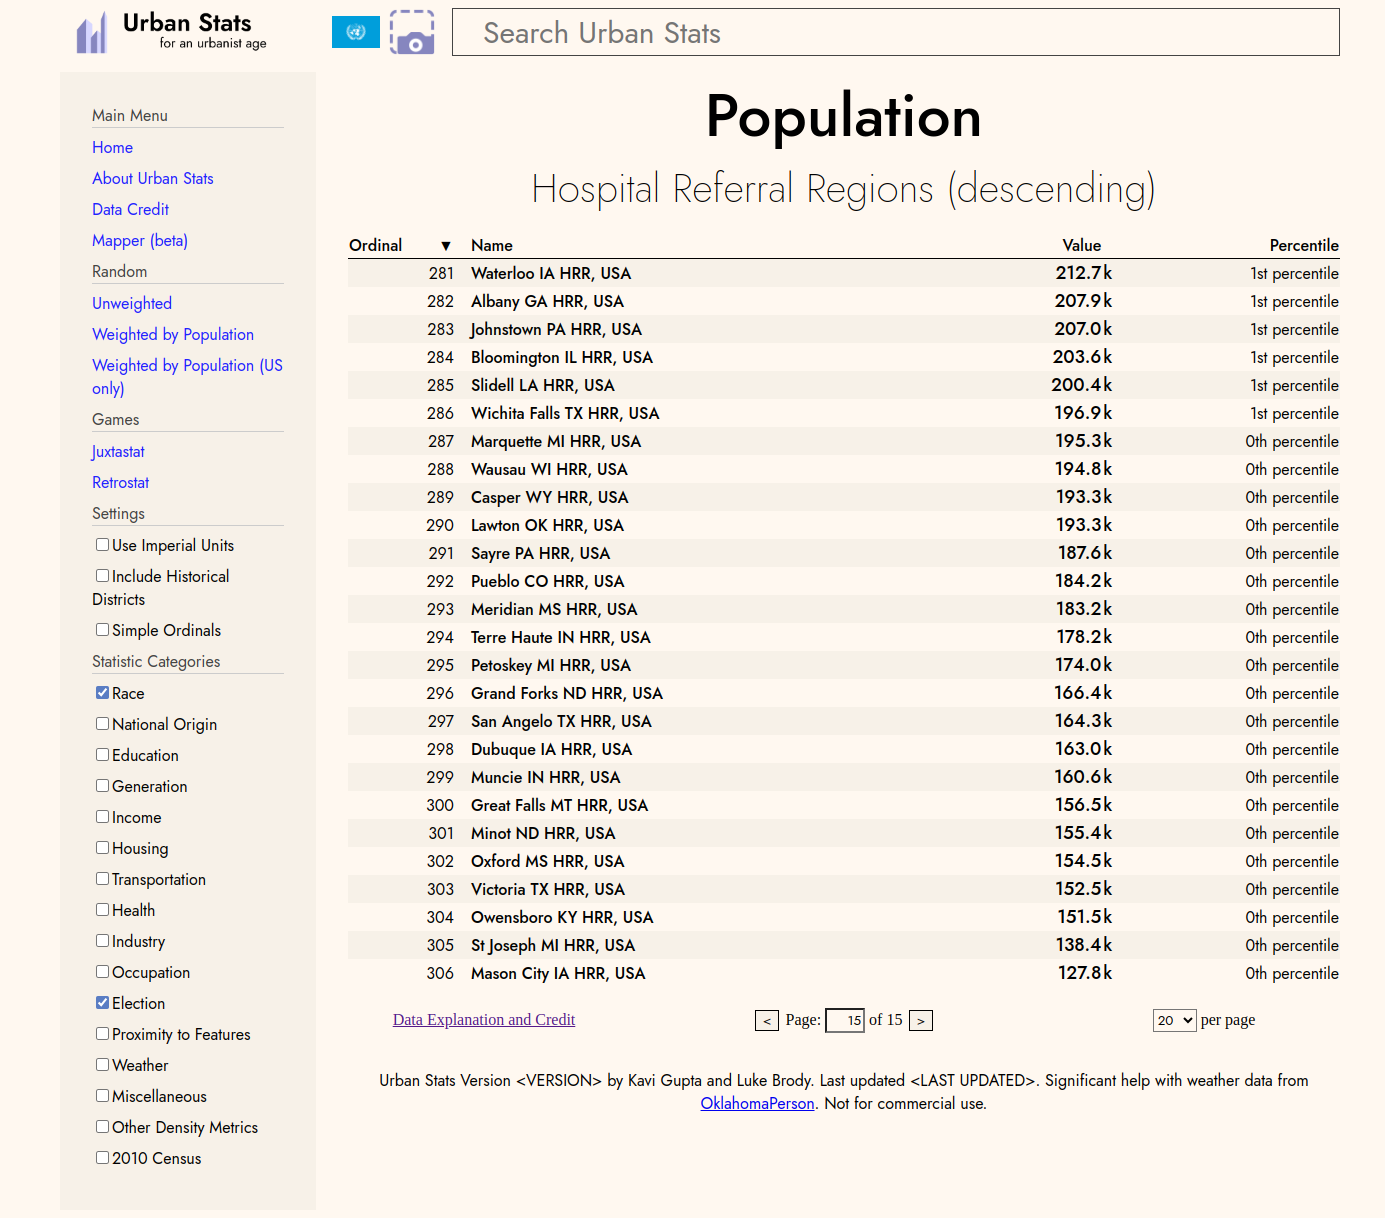 Urban Stats
for an urbanist age
Search Urban Stats
Main Menu
Home
About Urban Stats
Data Credit
Mapper (beta)
Random
Unweighted
Weighted by Population
Weighted by Population (US
only)
Games
Juxtastat
Retrostat
Settings
Use Imperial Units
Include Historical
Districts
Simple Ordinals
Statistic Categories
Race
National Origin
Education
Generation
Income
Housing
Transportation
Health
Industry
Occupation
Election
Proximity to Features
Weather
Miscellaneous
Other Density Metrics
2010 Census
Population
Hospital Referral Regions (descending)
Ordinal ▼ Name Value Percentile
281 Waterloo IA HRR, USA 212.7k 1st percentile
282 Albany GA HRR, USA 207.9k 1st percentile
283 Johnstown PA HRR, USA 207.0k 1st percentile
284 Bloomington IL HRR, USA 203.6k 1st percentile
285 Slidell LA HRR, USA 200.4k 1st percentile
286 Wichita Falls TX HRR, USA 196.9k 1st percentile
287 Marquette MI HRR, USA 195.3k 0th percentile
288 Wausau WI HRR, USA 194.8k 0th percentile
289 Casper WY HRR, USA 193.3k 0th percentile
290 Lawton OK HRR, USA 193.3k 0th percentile
291 Sayre PA HRR, USA 187.6k 0th percentile
292 Pueblo CO HRR, USA 184.2k 0th percentile
293 Meridian MS HRR, USA 183.2k 0th percentile
294 Terre Haute IN HRR, USA 178.2k 0th percentile
295 Petoskey MI HRR, USA 174.0k 0th percentile
296 Grand Forks ND HRR, USA 166.4k 0th percentile
297 San Angelo TX HRR, USA 164.3k 0th percentile
298 Dubuque IA HRR, USA 163.0k 0th percentile
299 Muncie IN HRR, USA 160.6k 0th percentile
300 Great Falls MT HRR, USA 156.5k 0th percentile
301 Minot ND HRR, USA 155.4k 0th percentile
302 Oxford MS HRR, USA 154.5k 0th percentile
303 Victoria TX HRR, USA 152.5k 0th percentile
304 Owensboro KY HRR, USA 151.5k 0th percentile
305 St Joseph MI HRR, USA 138.4k 0th percentile
306 Mason City IA HRR, USA 127.8k 0th percentile
Data Explanation and Credit < Page: 15 of 15 > 20 per page
Urban Stats Version <VERSION> by Kavi Gupta and Luke Brody. Last updated <LAST UPDATED>. Significant help with weather data from
OklahomaPerson. Not for commercial use.